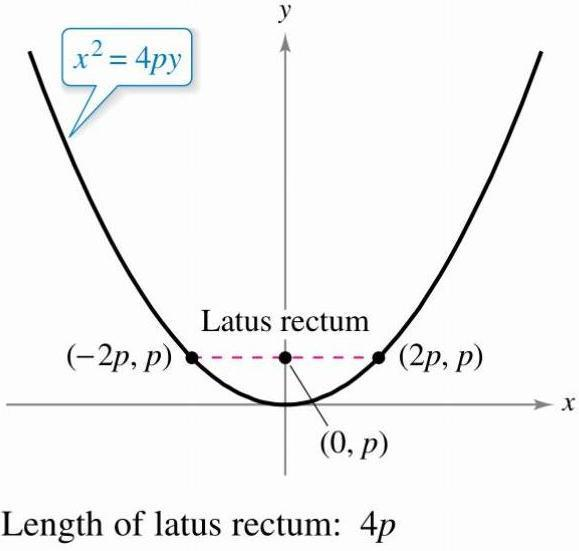 y
x² = 4py
Latus rectum
(−2p, p)
(2p, p)
x
(0, p)
Length of latus rectum: 4p